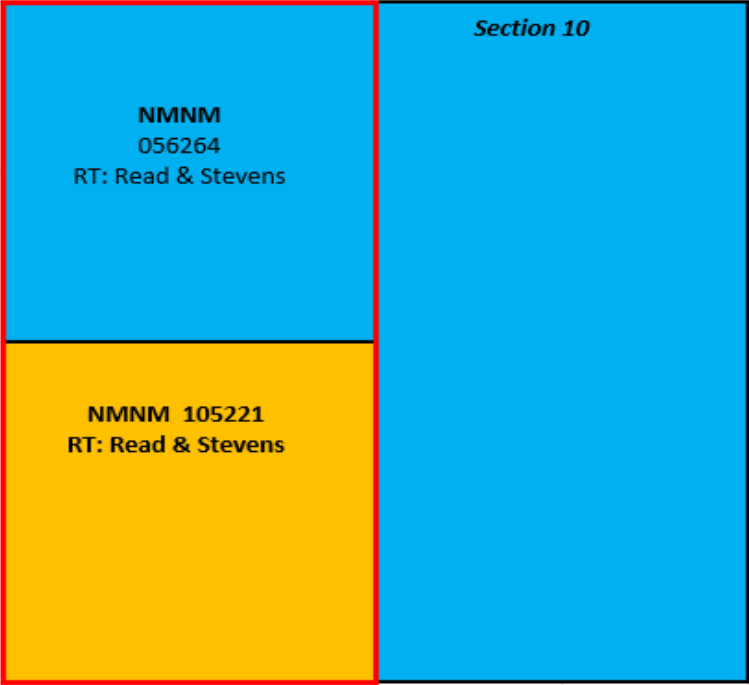 Section 10
NMNM
056264
RT: Read & Stevens
NMNM  105221
RT: Read & Stevens